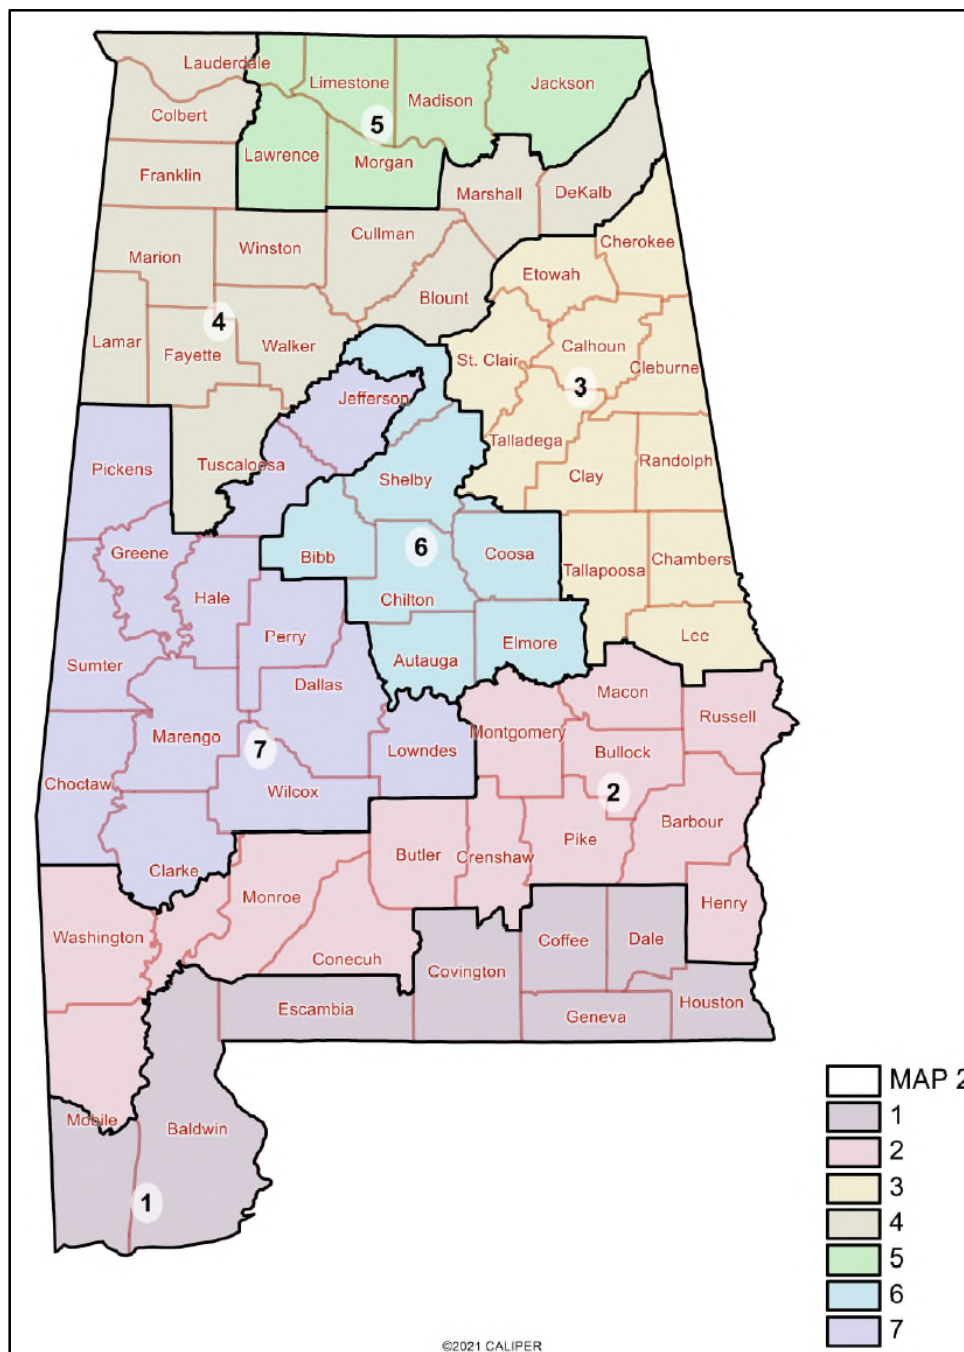 Lauderdale
Limestone
Madison
Jackson
Colbert
5
Lawrence
Morgan
Franklin
Marshall
DeKalb
Cullman
Winston
Marion
Cherokee
Etowah
Blount
4
Lamar
Fayette
Walker
St. Clair
Calhoun
Cleburne
3
Jefferson
Talladega
Pickens
Tuscaloosa
Shelby
Clay
Randolph
Greene
6
Bibb
Coosa
Tallapoosa
Chambers
Hale
Chilton
Perry
Elmore
Lee
Sumter
Autauga
Dallas
Macon
Russell
Marengo
7
Lowndes
Montgomery
Bullock
Choctaw
Wilcox
2
Barbour
Pike
Butler
Crenshaw
Clarke
Monroe
Henry
Washington
Coffee
Dale
Conecuh
Covington
Escambia
Geneva
Houston
Mobile
Baldwin
1
MAP 2
1
2
3
4
5
6
7
©2021 CALIPER